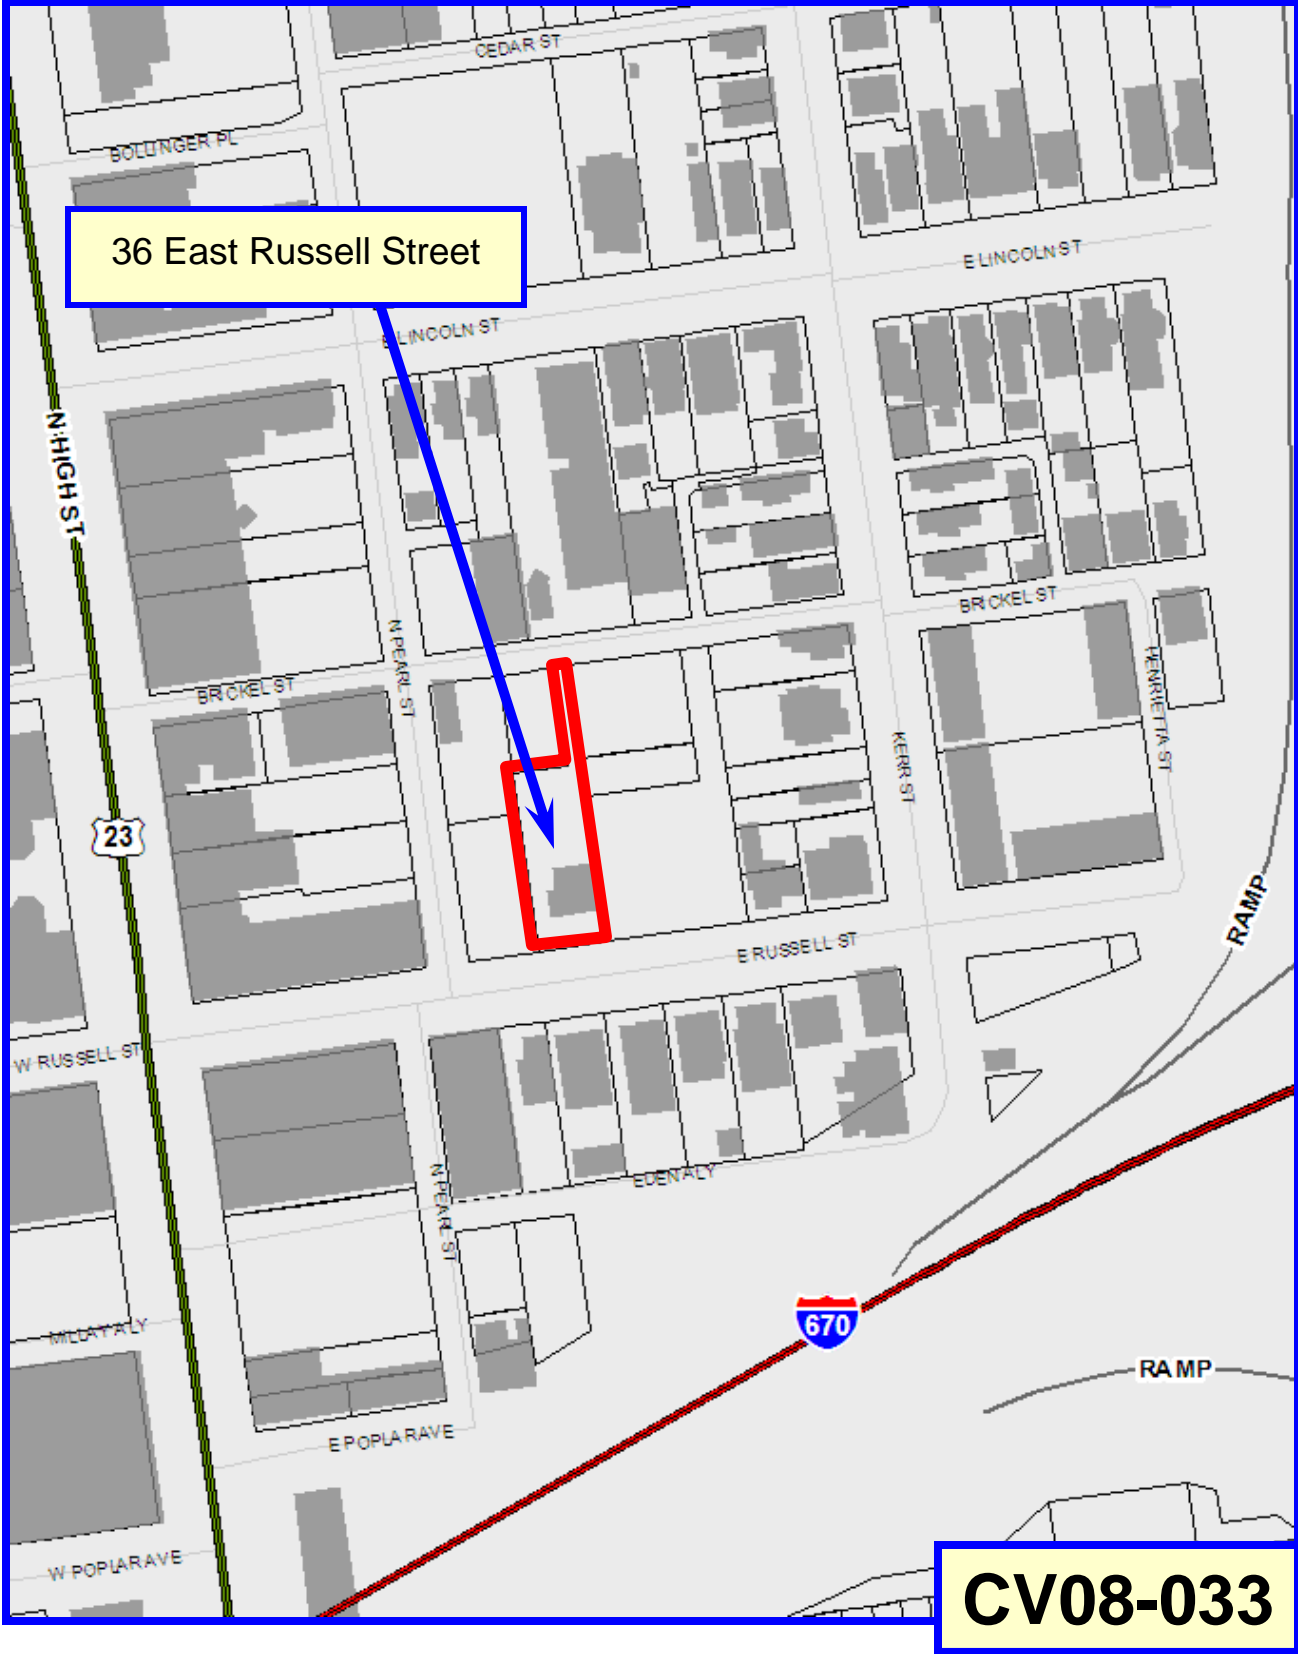 CEDAR ST
BOLLINGER PL
36 East Russell Street
E LINCOLN ST
E LINCOLN ST
N HIGH ST
BRICKEL ST
N PEARL ST
BRICKEL ST
HENRIETTA ST
KERR ST
23
RAMP
E RUSSELL ST
W RUSSELL ST
N PEARL ST
EDEN ALY
670
MILLAY ALY
RAMP
E POPLAR AVE
W POPLAR AVE
CV08-033